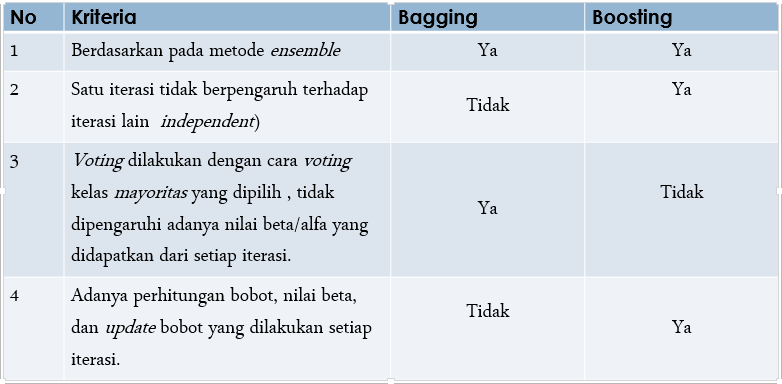 No Kriteria Bagging Boosting
1 Berdasarkan pada metode ensemble Ya Ya
2 Satu iterasi tidak berpengaruh terhadap
iterasi lain independent) Tidak Ya
3 Voting dilakukan dengan cara voting
kelas mayoritas yang dipilih , tidak
dipengaruhi adanya nilai beta/alfa yang
didapatkan dari setiap iterasi. Ya Tidak
4 Adanya perhitungan bobot, nilai beta,
dan update bobot yang dilakukan setiap
iterasi. Tidak Ya